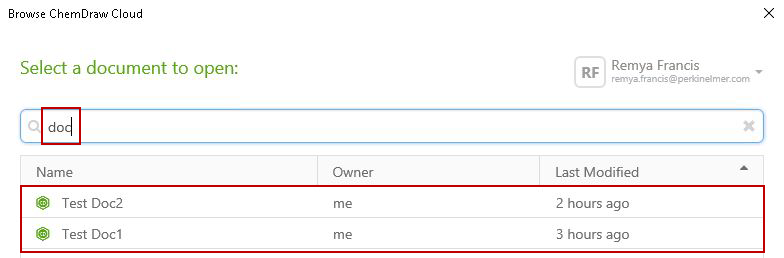 Browse ChemDraw Cloud
Select a document to open:
RF
Remya Francis
remya.francis@perkinelmer.com
doc
Name Owner Last Modified
Test Doc2 me 2 hours ago
Test Doc1 me 3 hours ago